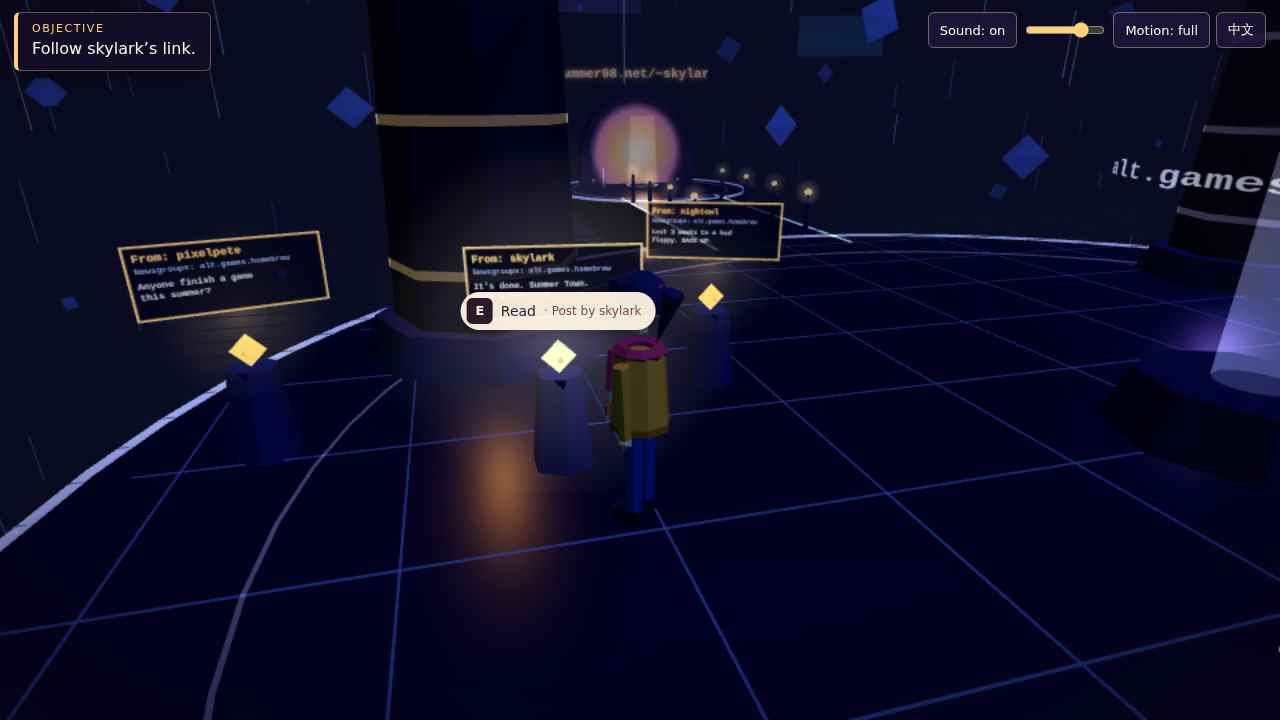 OBJECTIVE
Follow skylark's link.
Sound: on
Motion: full
中文
ummer98.net/~skylar
alt.games
From: pixelpete
Newsgroups: alt.games.homebrew
Anyone finish a game
this summer?
From: skylark
Newsgroups: alt.games.homebrew
It's done. Summer Town.
From: nightowl
Newsgroups: alt.games.homebrew
Lost 3 weeks to a bad
floppy. BACK UP.
E Read · Post by skylark